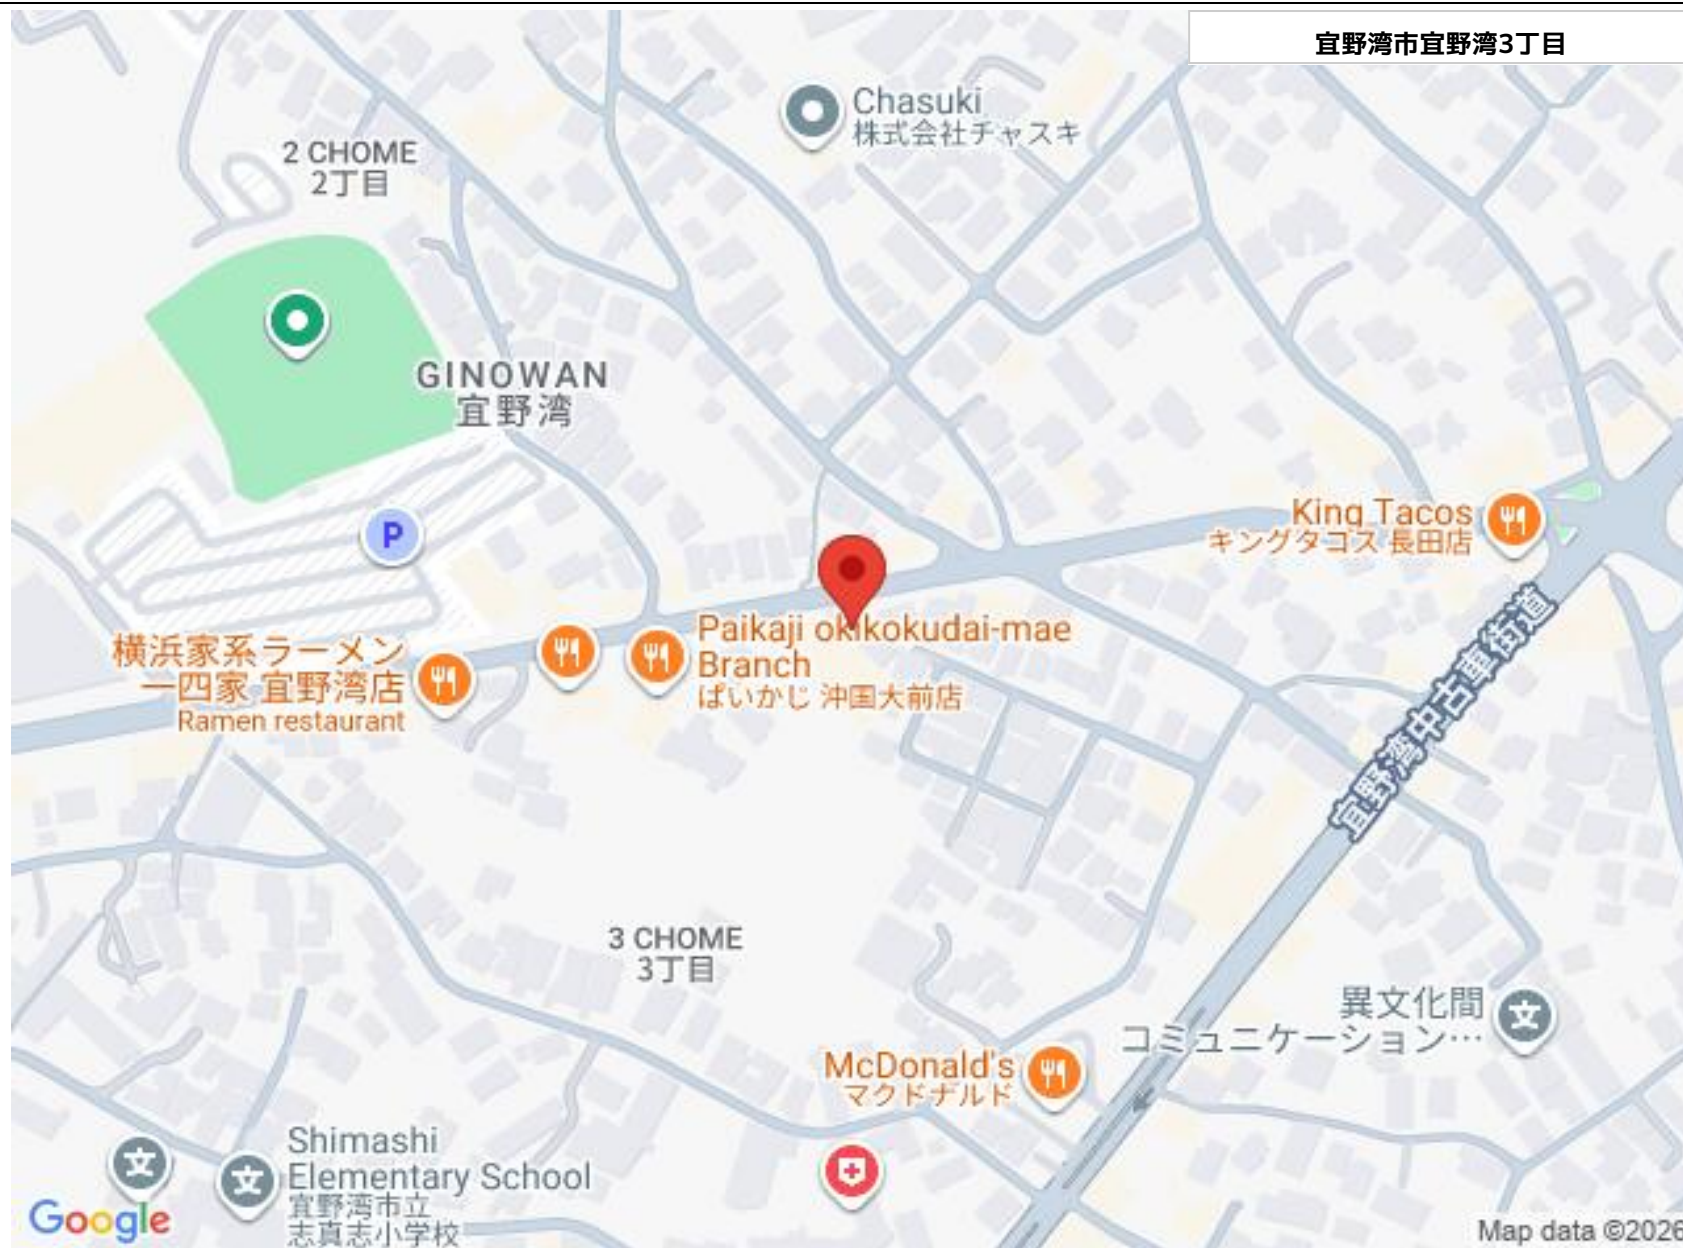 宜野湾市宜野湾3丁目
Chasuki
株式会社チャスキ
2 CHOME
2丁目
GINOWAN
宜野湾
King Tacos
キングタコス 長田店
P
Paikaji okikokudai-mae
Branch
ぱいかじ 沖国大前店
横浜家系ラーメン
一四家 宜野湾店
Ramen restaurant
宜野湾中古車街道
3 CHOME
3丁目
異文化間
コミュニケーション…
McDonald's
マクドナルド
文
文
文
Shimashi
Elementary School
宜野湾市立
志真志小学校
Google
Map data ©2026